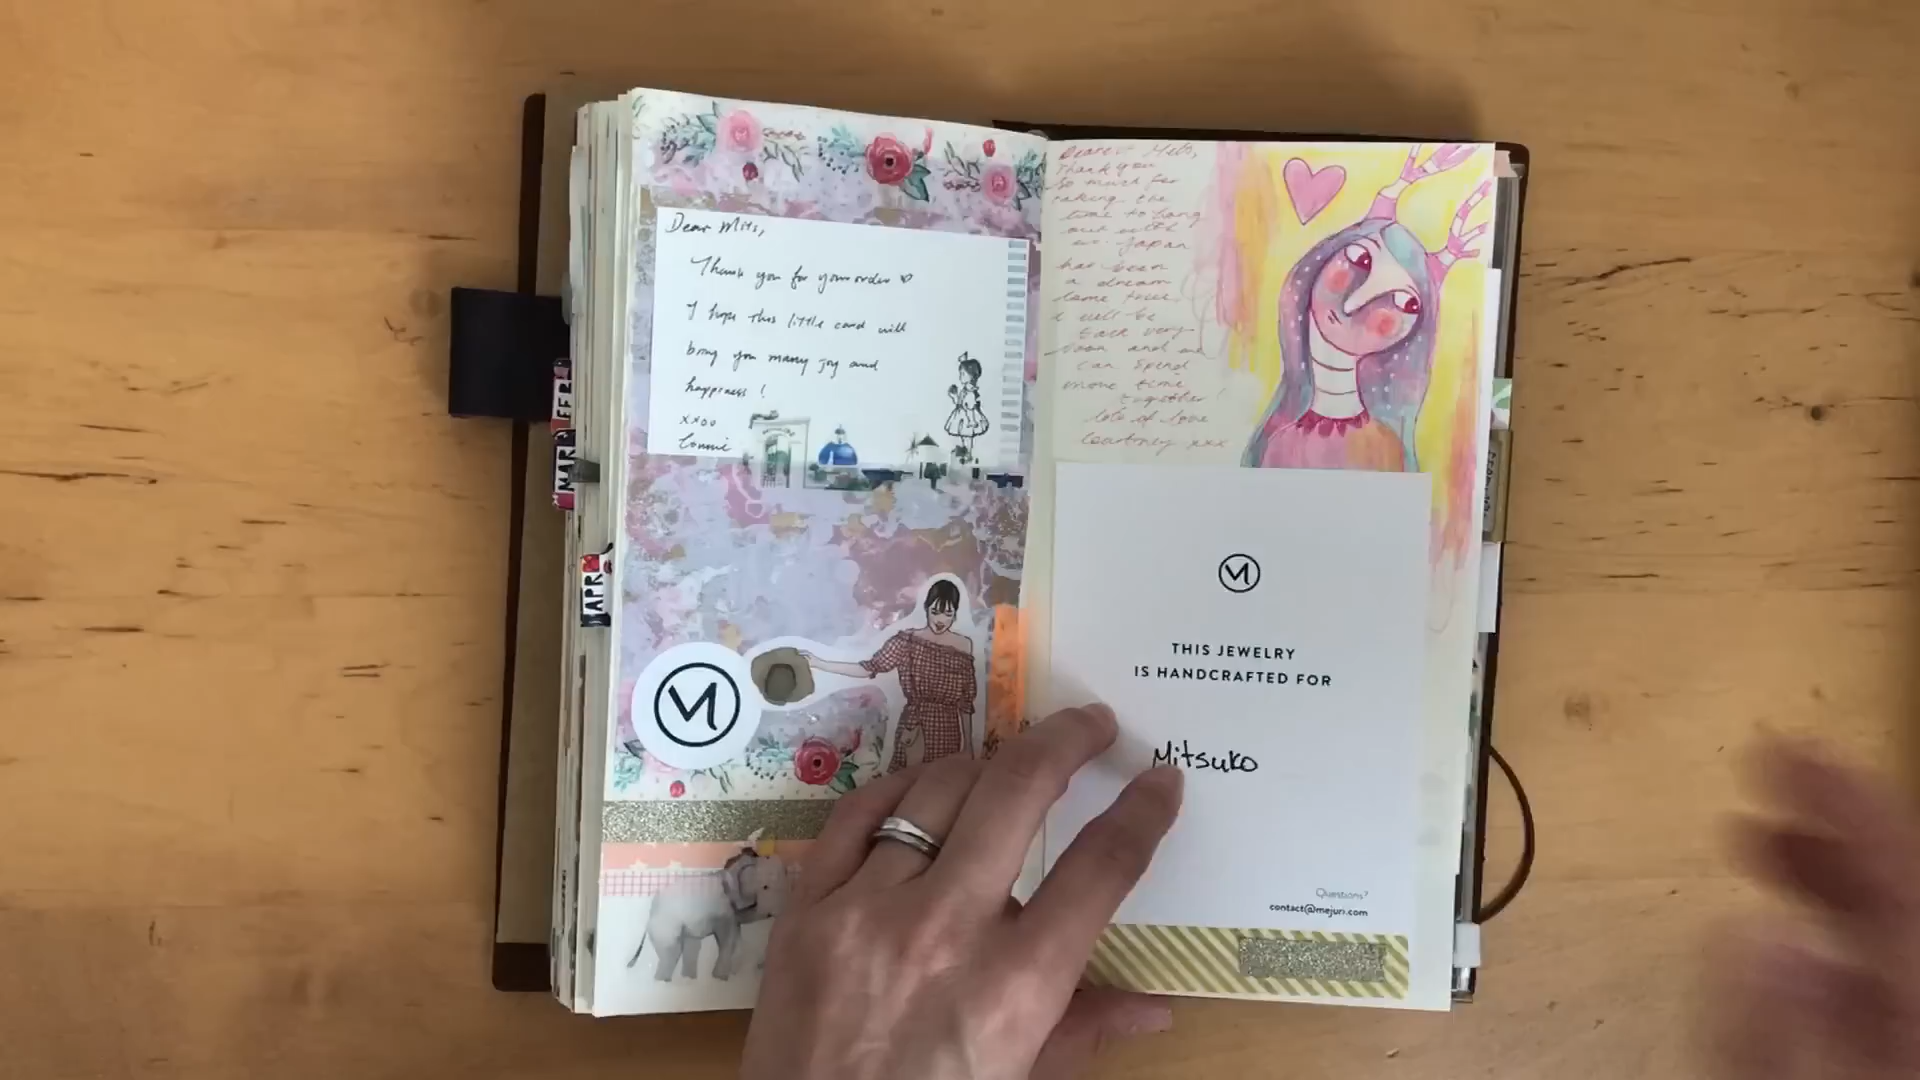 FEB
MAR
APR
Dear Mits,
Thank you for your order ♡
I hope this little card will
bring you many joy and
happiness!
xxoo
Connie
Dearest Mits,
Thank you
so much for
taking the
time to hang
out with
us. Japan
has been
a dream
come true.
I will be
back very
soon and we
can spend
more time
together!
lots of love
Courtney xxx
M
M
THIS JEWELRY
IS HANDCRAFTED FOR
Mitsuko
Questions?
contact@mejuri.com